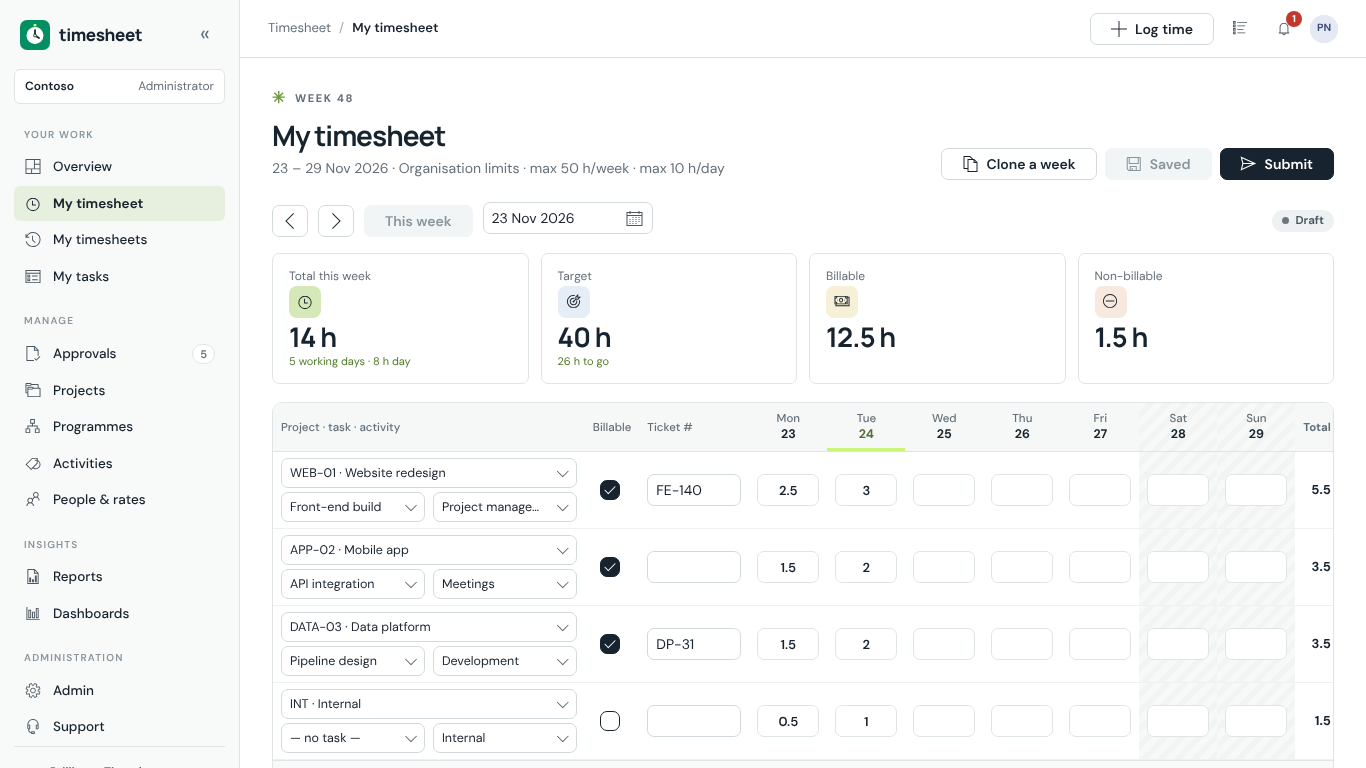 timesheet
«
Contoso Administrator
YOUR WORK
Overview
My timesheet
My timesheets
My tasks
MANAGE
Approvals 5
Projects
Programmes
Activities
People & rates
INSIGHTS
Reports
Dashboards
ADMINISTRATION
Admin
Support
Timesheet / My timesheet
Log time
1
PN
WEEK 48
My timesheet
23 – 29 Nov 2026 · Organisation limits · max 50 h/week · max 10 h/day
Clone a week
Saved
Submit
This week
23 Nov 2026
Draft
Total this week
14 h
5 working days · 8 h day
Target
40 h
26 h to go
Billable
12.5 h
Non-billable
1.5 h
Project · task · activity Billable Ticket # Mon 23 Tue 24 Wed 25 Thu 26 Fri 27 Sat 28 Sun 29 Total
WEB-01 · Website redesign
Front-end build Project manage... FE-140 2.5 3 5.5
APP-02 · Mobile app
API integration Meetings 1.5 2 3.5
DATA-03 · Data platform
Pipeline design Development DP-31 1.5 2 3.5
INT · Internal
— no task — Internal 0.5 1 1.5